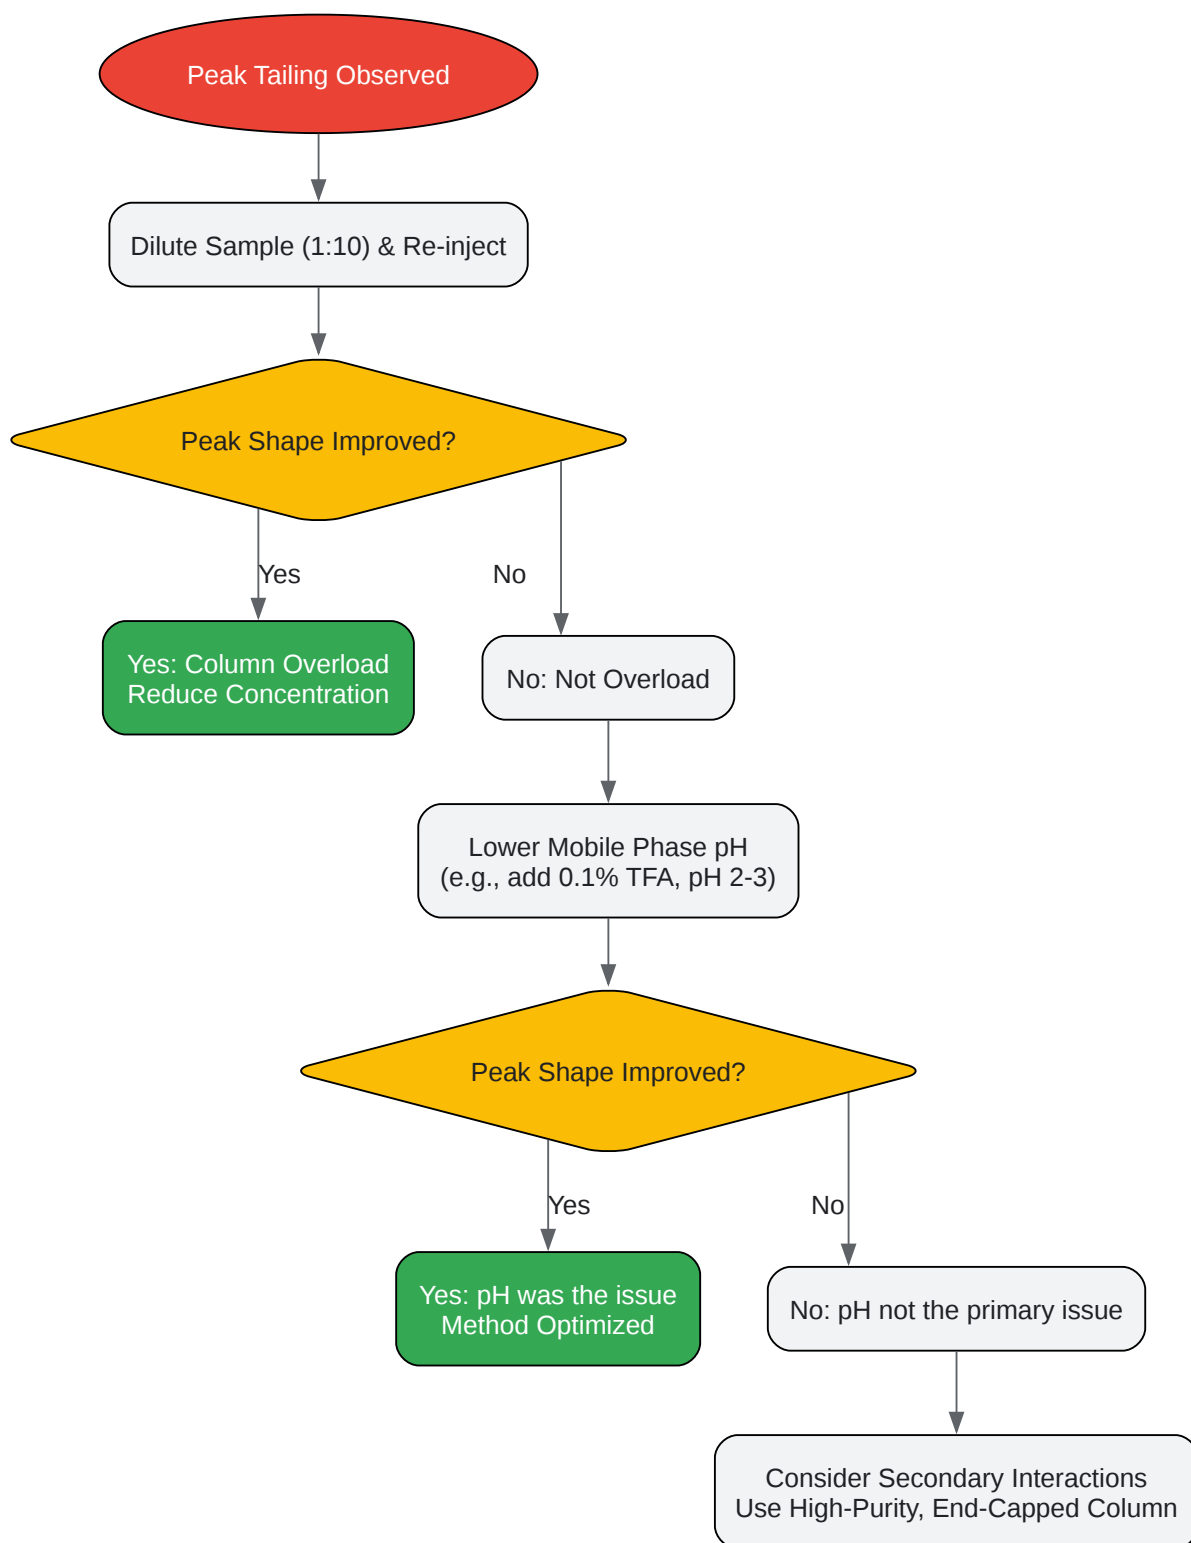 Peak Tailing Observed
Dilute Sample (1:10) & Re-inject
Peak Shape Improved?
Yes
No
Yes: Column Overload
Reduce Concentration
No: Not Overload
Lower Mobile Phase pH
(e.g., add 0.1% TFA, pH 2-3)
Peak Shape Improved?
Yes
No
Yes: pH was the issue
Method Optimized
No: pH not the primary issue
Consider Secondary Interactions
Use High-Purity, End-Capped Column